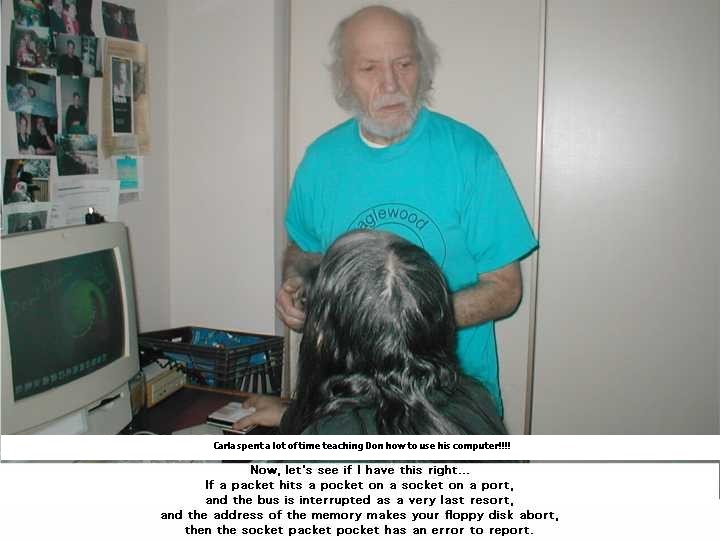 aglewood
Carla spent a lot of time teaching Don how to use his computer!!!!
Now, let's see if I have this right...
If a packet hits a pocket on a socket on a port,
and the bus is interrupted as a very last resort,
and the address of the memory makes your floppy disk abort,
then the socket packet pocket has an error to report.